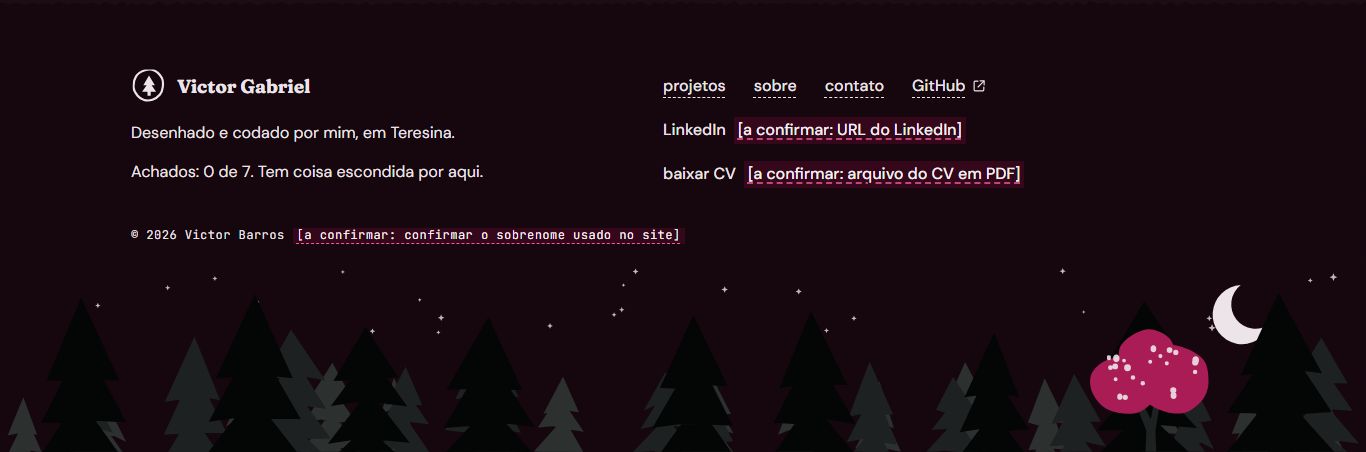 Victor Gabriel
Desenhado e codado por mim, em Teresina.
Achados: 0 de 7. Tem coisa escondida por aqui.
projetos sobre contato GitHub
LinkedIn [a confirmar: URL do LinkedIn]
baixar CV [a confirmar: arquivo do CV em PDF]
© 2026 Victor Barros [a confirmar: confirmar o sobrenome usado no site]